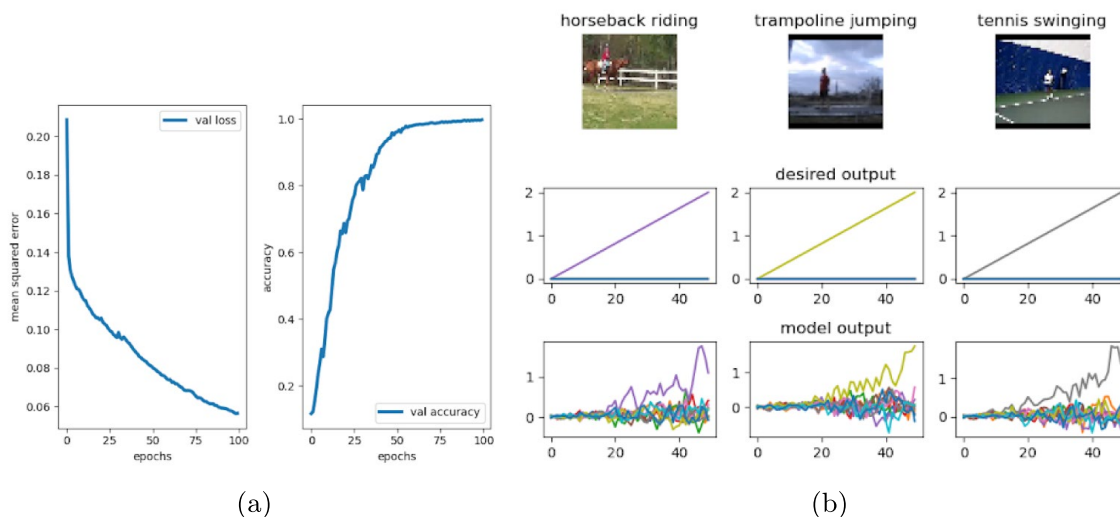 horseback riding
trampoline jumping
tennis swinging
val loss
0.20
0.18
0.16
0.14
0.12
0.10
0.08
0.06
mean squared error
0 25 50 75 100
epochs
1.0
0.8
0.6
0.4
0.2
accuracy
val accuracy
0 25 50 75 100
epochs
(a)
desired output
2
1
0
0 20 40
2
1
0
0 20 40
2
1
0
0 20 40
model output
1
0
0 20 40
1
0
0 20 40
1
0
0 20 40
(b)